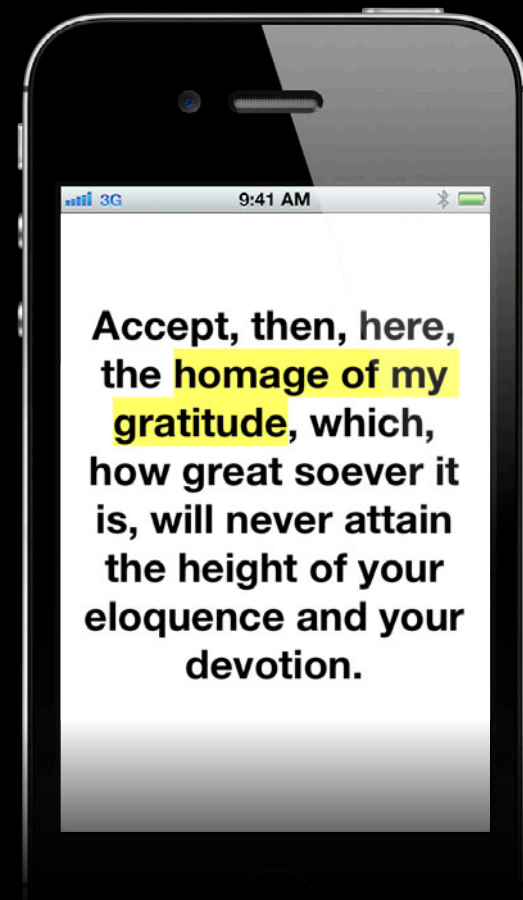 3G 9:41 AM
Accept, then, here,
the homage of my
gratitude, which,
how great soever it
is, will never attain
the height of your
eloquence and your
devotion.